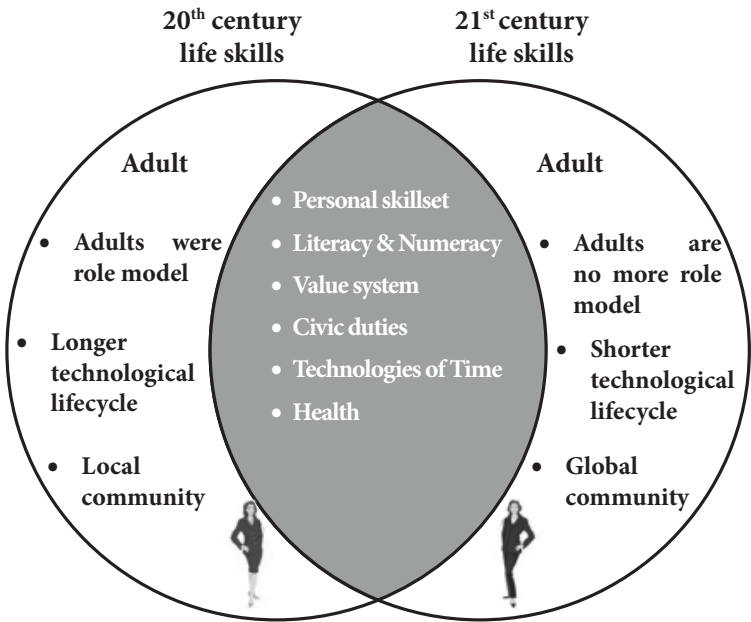 20th century
life skills
21st century
life skills
Adult
• Adults were
role model
• Longer
technological
lifecycle
• Local
community
• Personal skillset
• Literacy & Numeracy
• Value system
• Civic duties
• Technologies of Time
• Health
Adult
• Adults are
no more role
model
• Shorter
technological
lifecycle
• Global
community